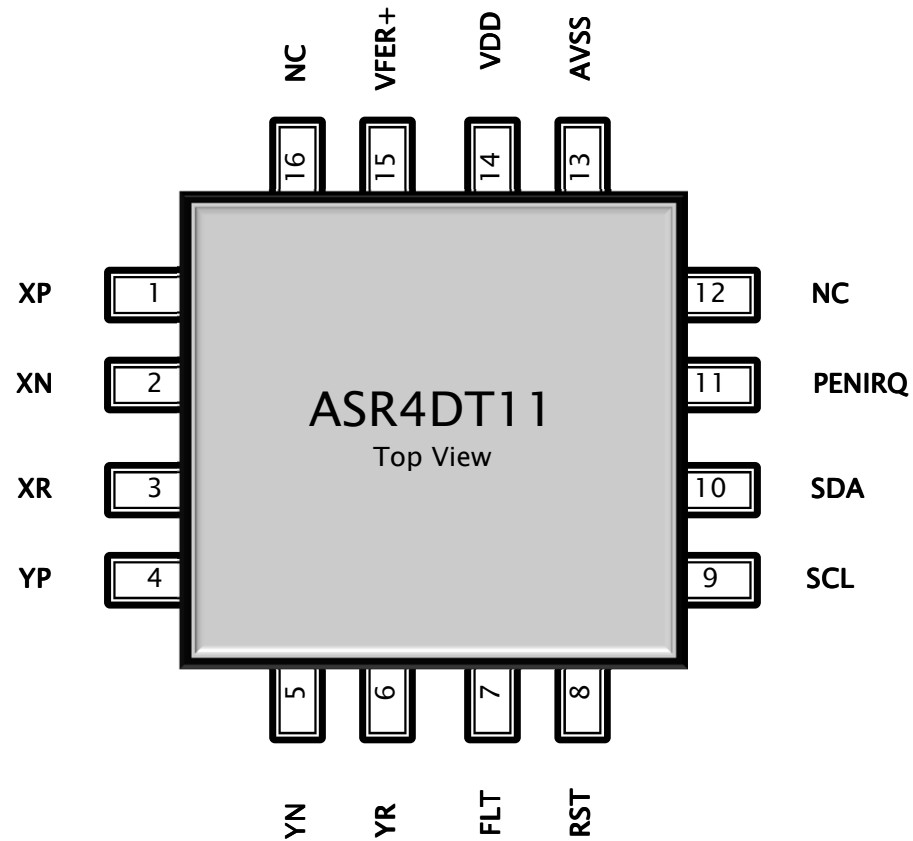 NC
VFER+
VDD
AVSS
16
15
14
13
XP
1
12
NC
XN
2
11
PENIRQ
ASR4DT11
Top View
XR
3
10
SDA
YP
4
9
SCL
5
6
7
8
YN
YR
FLT
RST